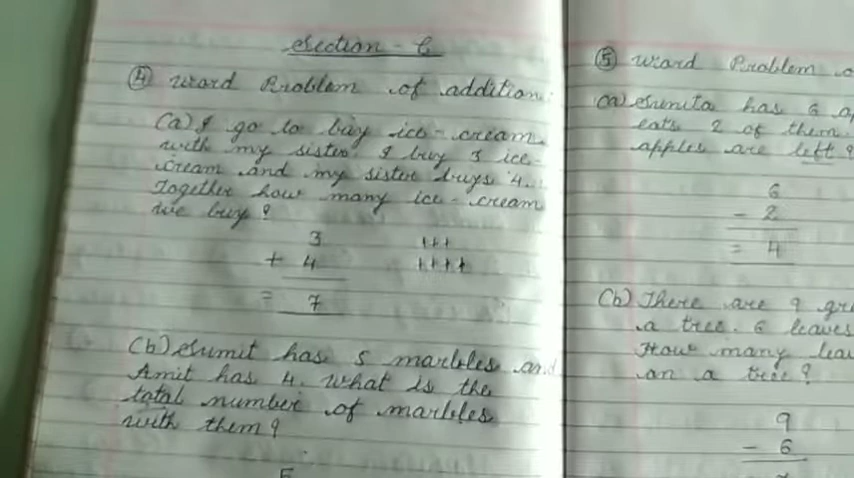 Section - C
④ Word Problem of addition.
(a) I go to buy ice-cream
with my sister. I buy 3 ice-
cream and my sister buys 4.
Together how many ice-cream
we buy?
3
+ 4
= 7
(b) Sumit has 5 marbles and
Amit has 4. What is the
total number of marbles
with them?
5
⑤ Word Problem
(a) Sunita has 6
eats 2 of them.
apples are left?
6
- 2
= 4
(b) There are 9
a tree. 6 leaves
How many
on a tree?
9
- 6